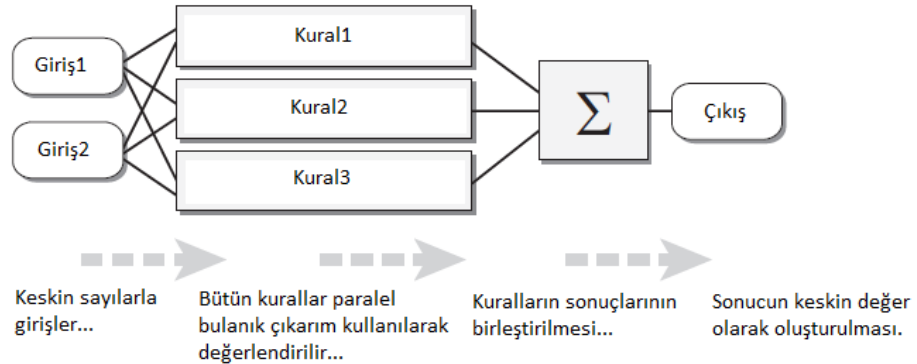 Giriş1
Giriş2
Kural1
Kural2
Kural3
Σ
Çıkış
Keskin sayılarla
girişler...
Bütün kurallar paralel
bulanık çıkarım kullanılarak
değerlendirilir...
Kuralların sonuçlarının
birleştirilmesi...
Sonucun keskin değer
olarak oluşturulması.